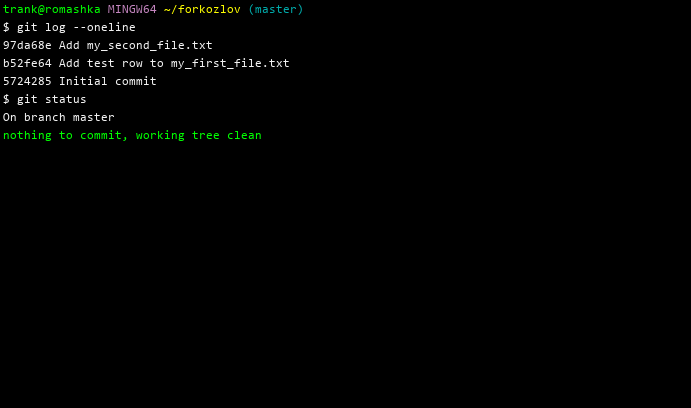 trank@romashka MINGW64 ~/forkozlov (master)
$ git log --oneline
97da68e Add my_second_file.txt
b52fe64 Add test row to my_first_file.txt
5724285 Initial commit
$ git status
On branch master
nothing to commit, working tree clean